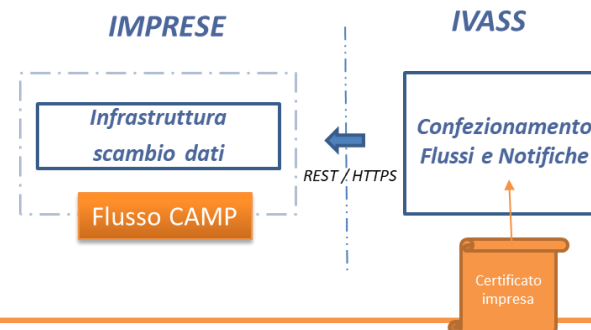 IMPRESE
IVASS
Infrastruttura
scambio dati
Confezionamento
Flussi e Notifiche
REST / HTTPS
Flusso CAMP
Certificato
impresa